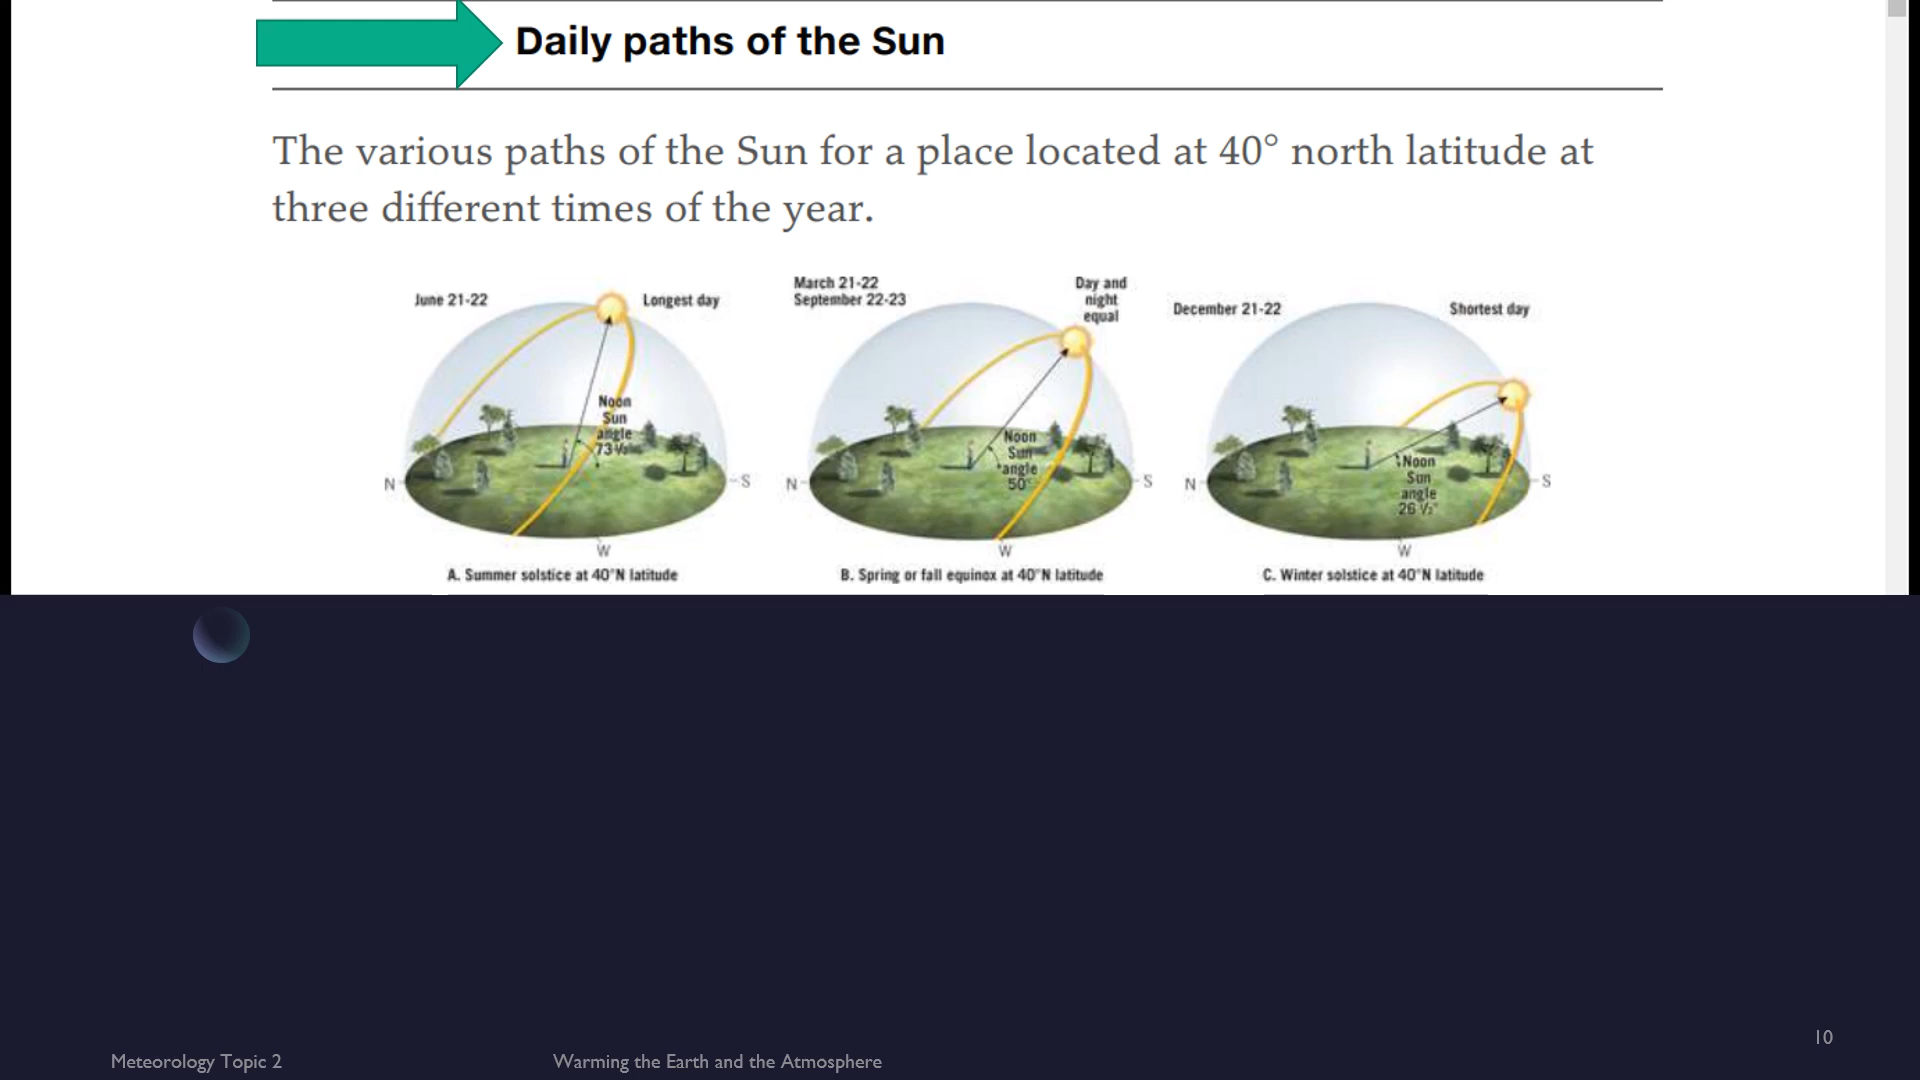 Daily paths of the Sun
The various paths of the Sun for a place located at 40° north latitude at
three different times of the year.
June 21-22
Longest day
Noon
Sun
angle
73½°
N
S
W
A. Summer solstice at 40°N latitude
March 21-22
September 22-23
Day and
night
equal
Noon
Sun
angle
50°
N
S
W
B. Spring or fall equinox at 40°N latitude
December 21-22
Shortest day
Noon
Sun
angle
26½°
N
S
W
C. Winter solstice at 40°N latitude
10
Meteorology Topic 2
Warming the Earth and the Atmosphere